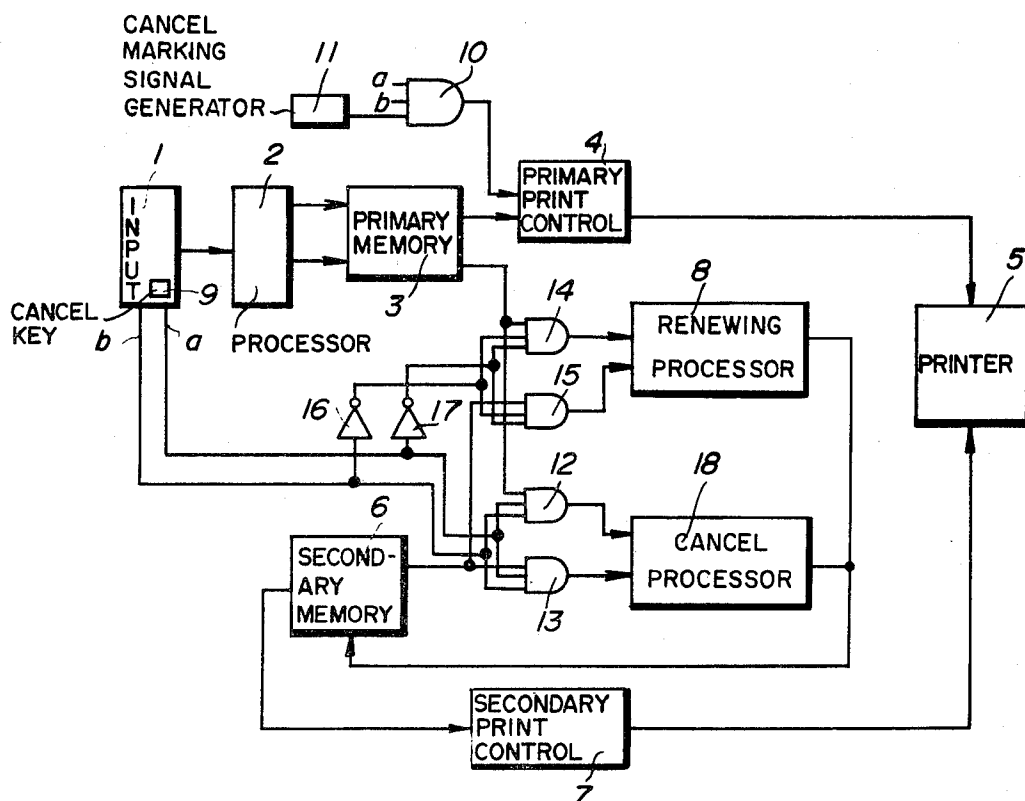 CANCEL
MARKING
SIGNAL
GENERATOR
11
a
b
10
1
INPUT
9
2
PROCESSOR
PRIMARY
MEMORY
3
4
PRIMARY
PRINT
CONTROL
5
PRINTER
CANCEL
KEY
b
a
14
15
8
RENEWING
PROCESSOR
16
17
12
13
18
CANCEL
PROCESSOR
6
SECOND-
ARY
MEMORY
SECONDARY
PRINT
CONTROL
7